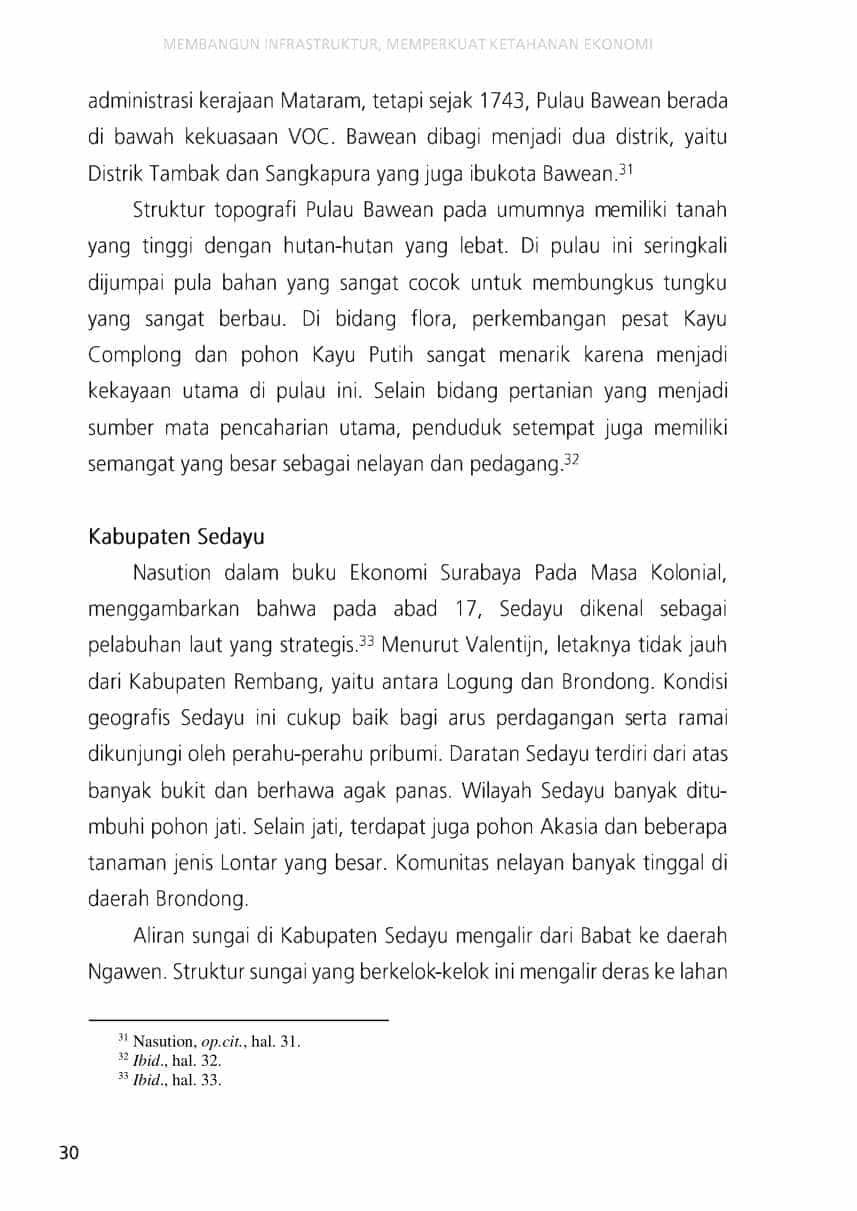 MEMBANGUN INFRASTRUKTUR, MEMPERKUAT KETAHANAN EKONOMI
administrasi kerajaan Mataram, tetapi sejak 1743, Pulau Bawean berada
di bawah kekuasaan VOC. Bawean dibagi menjadi dua distrik, yaitu
Distrik Tambak dan Sangkapura yang juga ibukota Bawean.31
Struktur topografi Pulau Bawean pada umumnya memiliki tanah
yang tinggi dengan hutan-hutan yang lebat. Di pulau ini seringkali
dijumpai pula bahan yang sangat cocok untuk membungkus tungku
yang sangat berbau. Di bidang flora, perkembangan pesat Kayu
Complong dan pohon Kayu Putih sangat menarik karena menjadi
kekayaan utama di pulau ini. Selain bidang pertanian yang menjadi
sumber mata pencaharian utama, penduduk setempat juga memiliki
semangat yang besar sebagai nelayan dan pedagang.32
Kabupaten Sedayu
Nasution dalam buku Ekonomi Surabaya Pada Masa Kolonial,
menggambarkan bahwa pada abad 17, Sedayu dikenal sebagai
pelabuhan laut yang strategis.33 Menurut Valentijn, letaknya tidak jauh
dari Kabupaten Rembang, yaitu antara Logung dan Brondong. Kondisi
geografis Sedayu ini cukup baik bagi arus perdagangan serta ramai
dikunjungi oleh perahu-perahu pribumi. Daratan Sedayu terdiri dari atas
banyak bukit dan berhawa agak panas. Wilayah Sedayu banyak ditu-
mbuhi pohon jati. Selain jati, terdapat juga pohon Akasia dan beberapa
tanaman jenis Lontar yang besar. Komunitas nelayan banyak tinggal di
daerah Brondong.
Aliran sungai di Kabupaten Sedayu mengalir dari Babat ke daerah
Ngawen. Struktur sungai yang berkelok-kelok ini mengalir deras ke lahan
31 Nasution, op.cit., hal. 31.
32 Ibid., hal. 32.
33 Ibid., hal. 33.
30